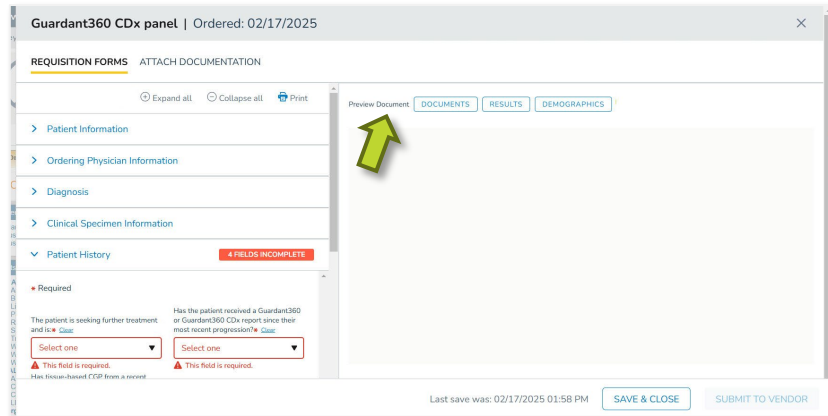 Guardant360 CDx panel | Ordered: 02/17/2025
REQUISITION FORMS ATTACH DOCUMENTATION
Expand all Collapse all Print
Preview Document DOCUMENTS RESULTS DEMOGRAPHICS
Patient Information
Ordering Physician Information
Diagnosis
Clinical Specimen Information
Patient History 4 FIELDS INCOMPLETE
* Required
The patient is seeking further treatment
and is:* Clear
Has the patient received a Guardant360
or Guardant360 CDx report since their
most recent progression?* Clear
Select one Select one
This field is required. This field is required.
Has tissue-based CGP from a recent
Last save was: 02/17/2025 01:58 PM SAVE & CLOSE SUBMIT TO VENDOR